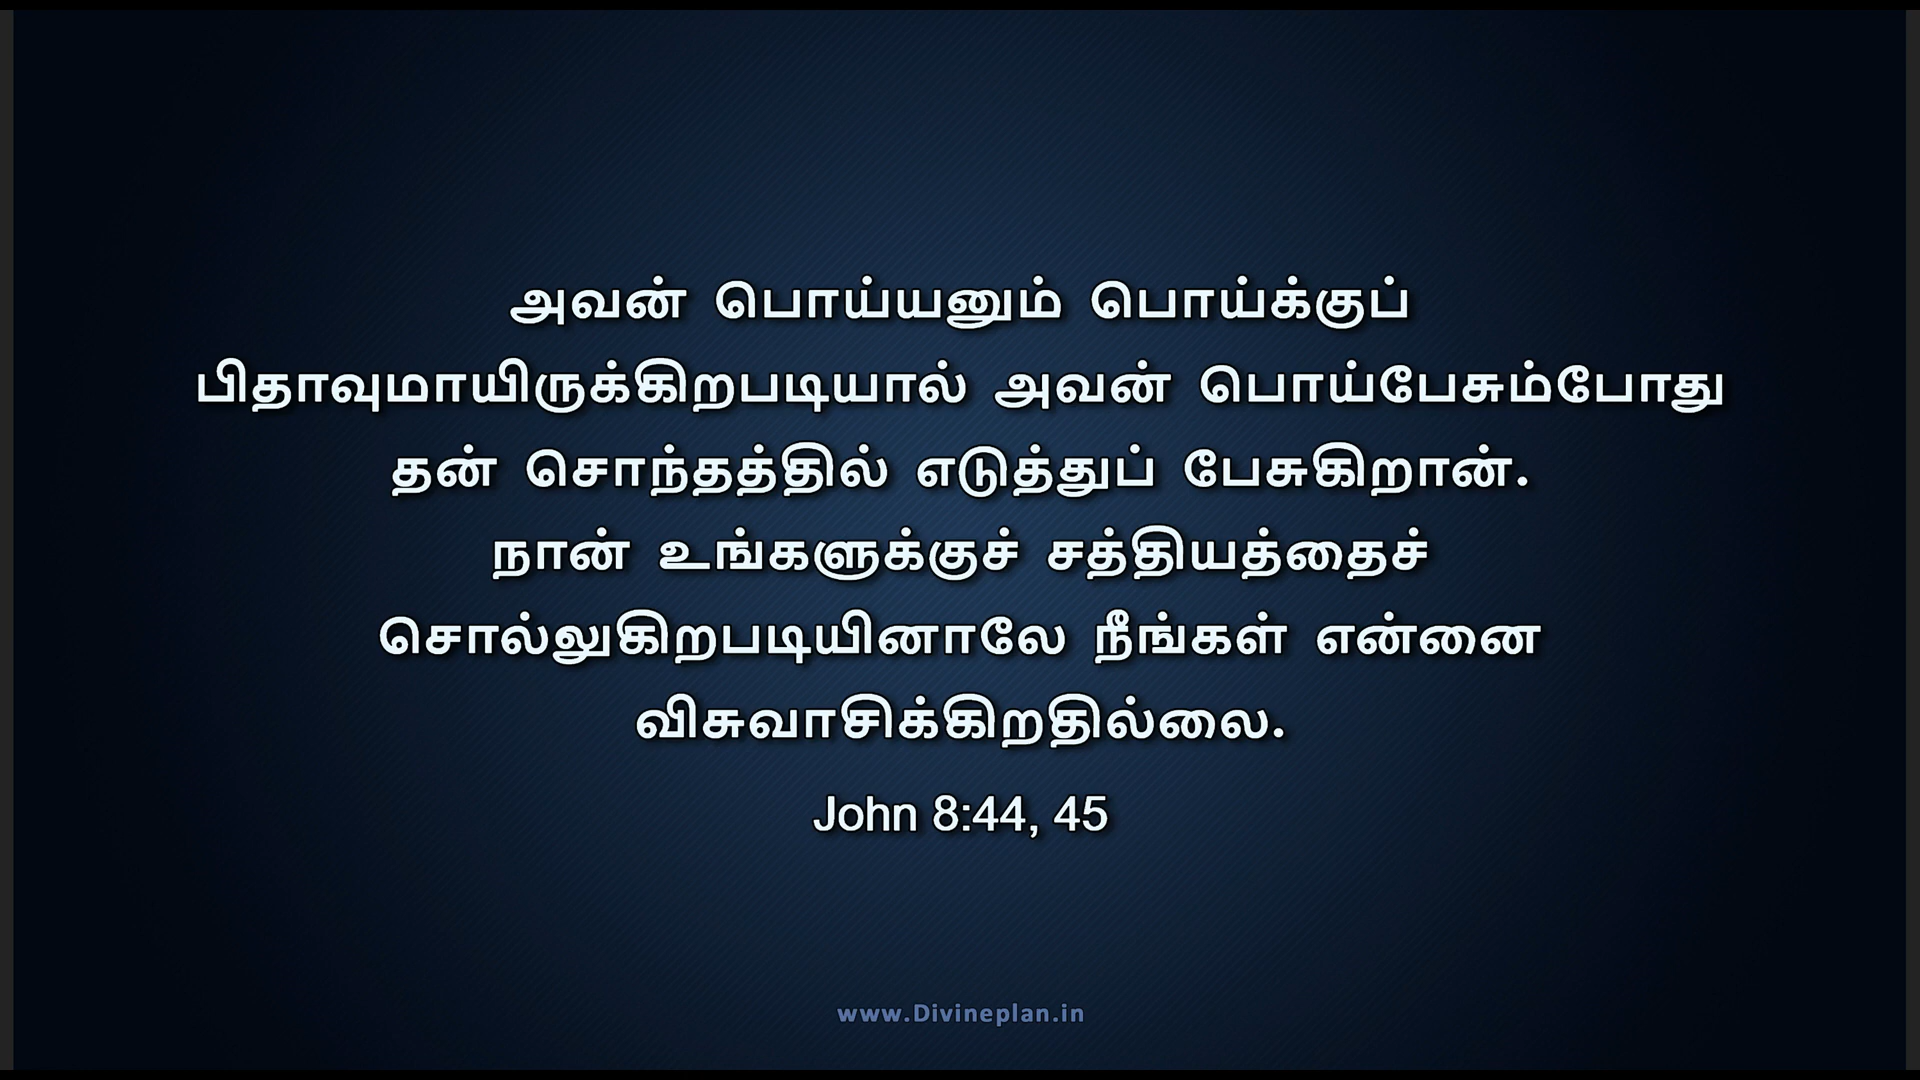 அவன் பொய்யனும் பொய்க்குப்
பிதாவுமாயிருக்கிறபடியால் அவன் பொய்பேசும்போது
தன் சொந்தத்தில் எடுத்துப் பேசுகிறான்.
நான் உங்களுக்குச் சத்தியத்தைச்
சொல்லுகிறபடியினாலே நீங்கள் என்னை
விசுவாசிக்கிறதில்லை.
John 8:44, 45
www.Divineplan.in